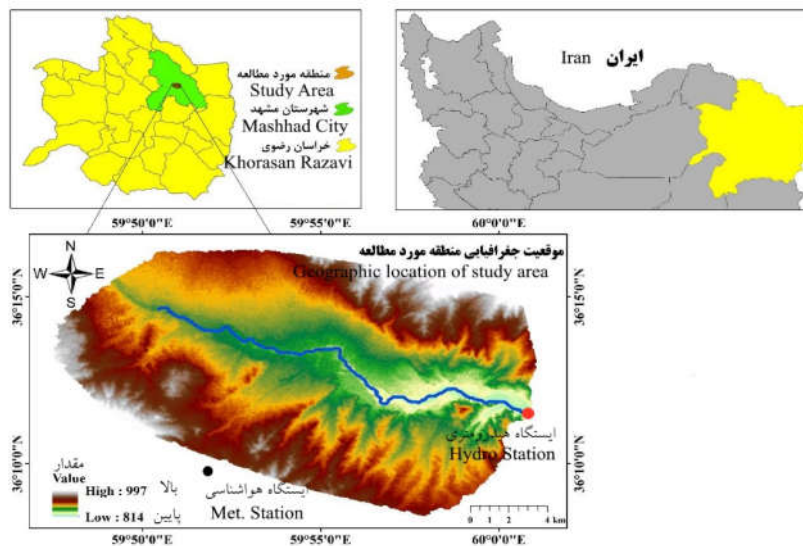 منطقه مورد مطالعه
Study Area
شهرستان مشهد
Mashhad City
خراسان رضوی
Khorasan Razavi
Iran ایران
59°50'0"E 59°55'0"E 60°0'0"E
موقعیت جغرافیایی منطقه مورد مطالعه
Geographic location of study area
N
W E
S
36°15'0"N 36°15'0"N
ایستگاه هیدرومتری
Hydro Station
36°10'0"N 36°10'0"N
مقدار
Value
High : 997 بالا
Low : 814 پایین
ایستگاه هواشناسی
Met. Station
0 1 2 4 km
59°50'0"E 59°55'0"E 60°0'0"E